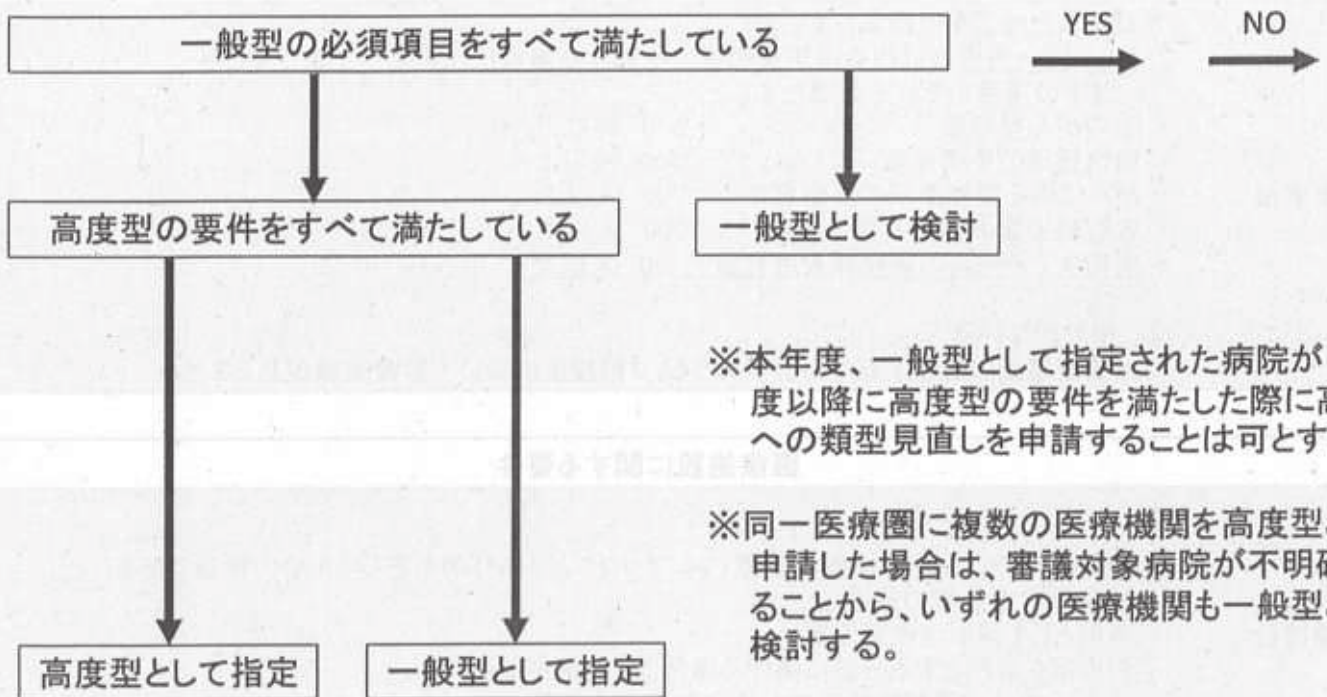 一般型の必須項目をすべて満たしている
YES
NO
高度型の要件をすべて満たしている
一般型として検討
※本年度、一般型として指定された病院が
度以降に高度型の要件を満たした際に高
への類型見直しを申請することは可とす
※同一医療圏に複数の医療機関を高度型
申請した場合は、審議対象病院が不明確
ることから、いずれの医療機関も一般型
検討する。
高度型として指定
一般型として指定